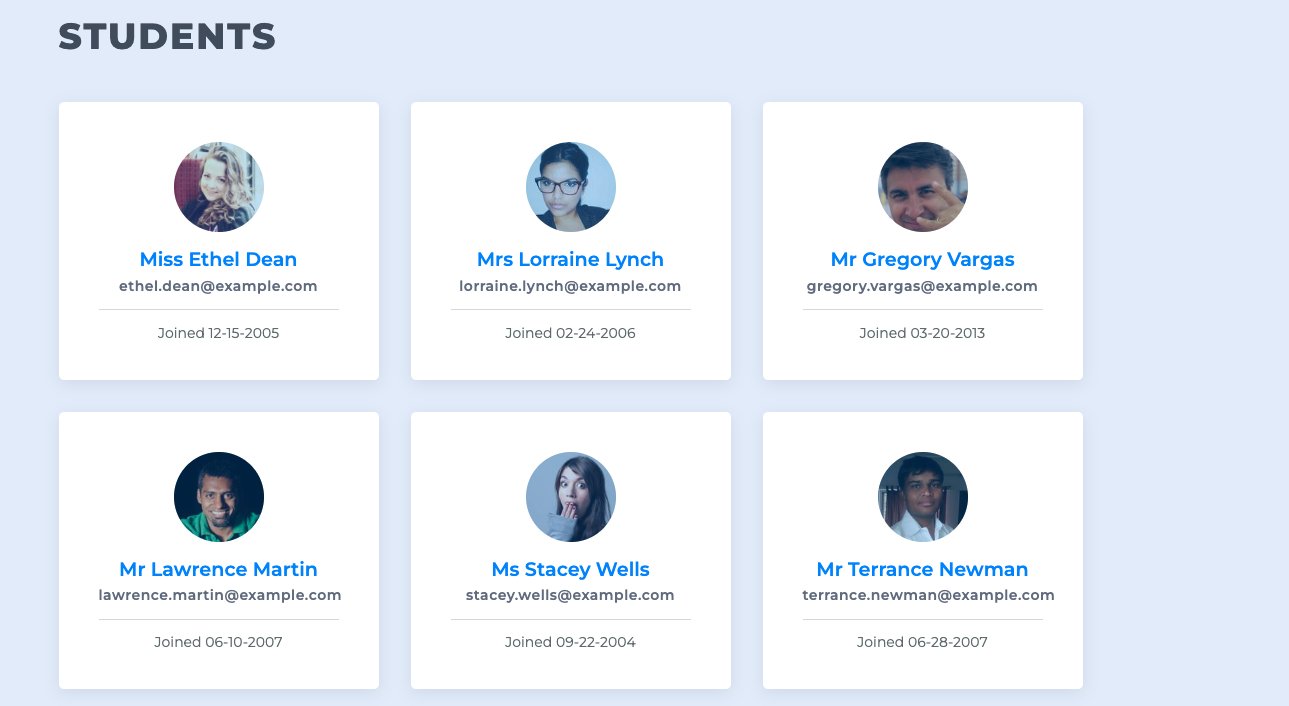 STUDENTS
Miss Ethel Dean
ethel.dean@example.com
Joined 12-15-2005
Mrs Lorraine Lynch
lorraine.lynch@example.com
Joined 02-24-2006
Mr Gregory Vargas
gregory.vargas@example.com
Joined 03-20-2013
Mr Lawrence Martin
lawrence.martin@example.com
Joined 06-10-2007
Ms Stacey Wells
stacey.wells@example.com
Joined 09-22-2004
Mr Terrance Newman
terrance.newman@example.com
Joined 06-28-2007